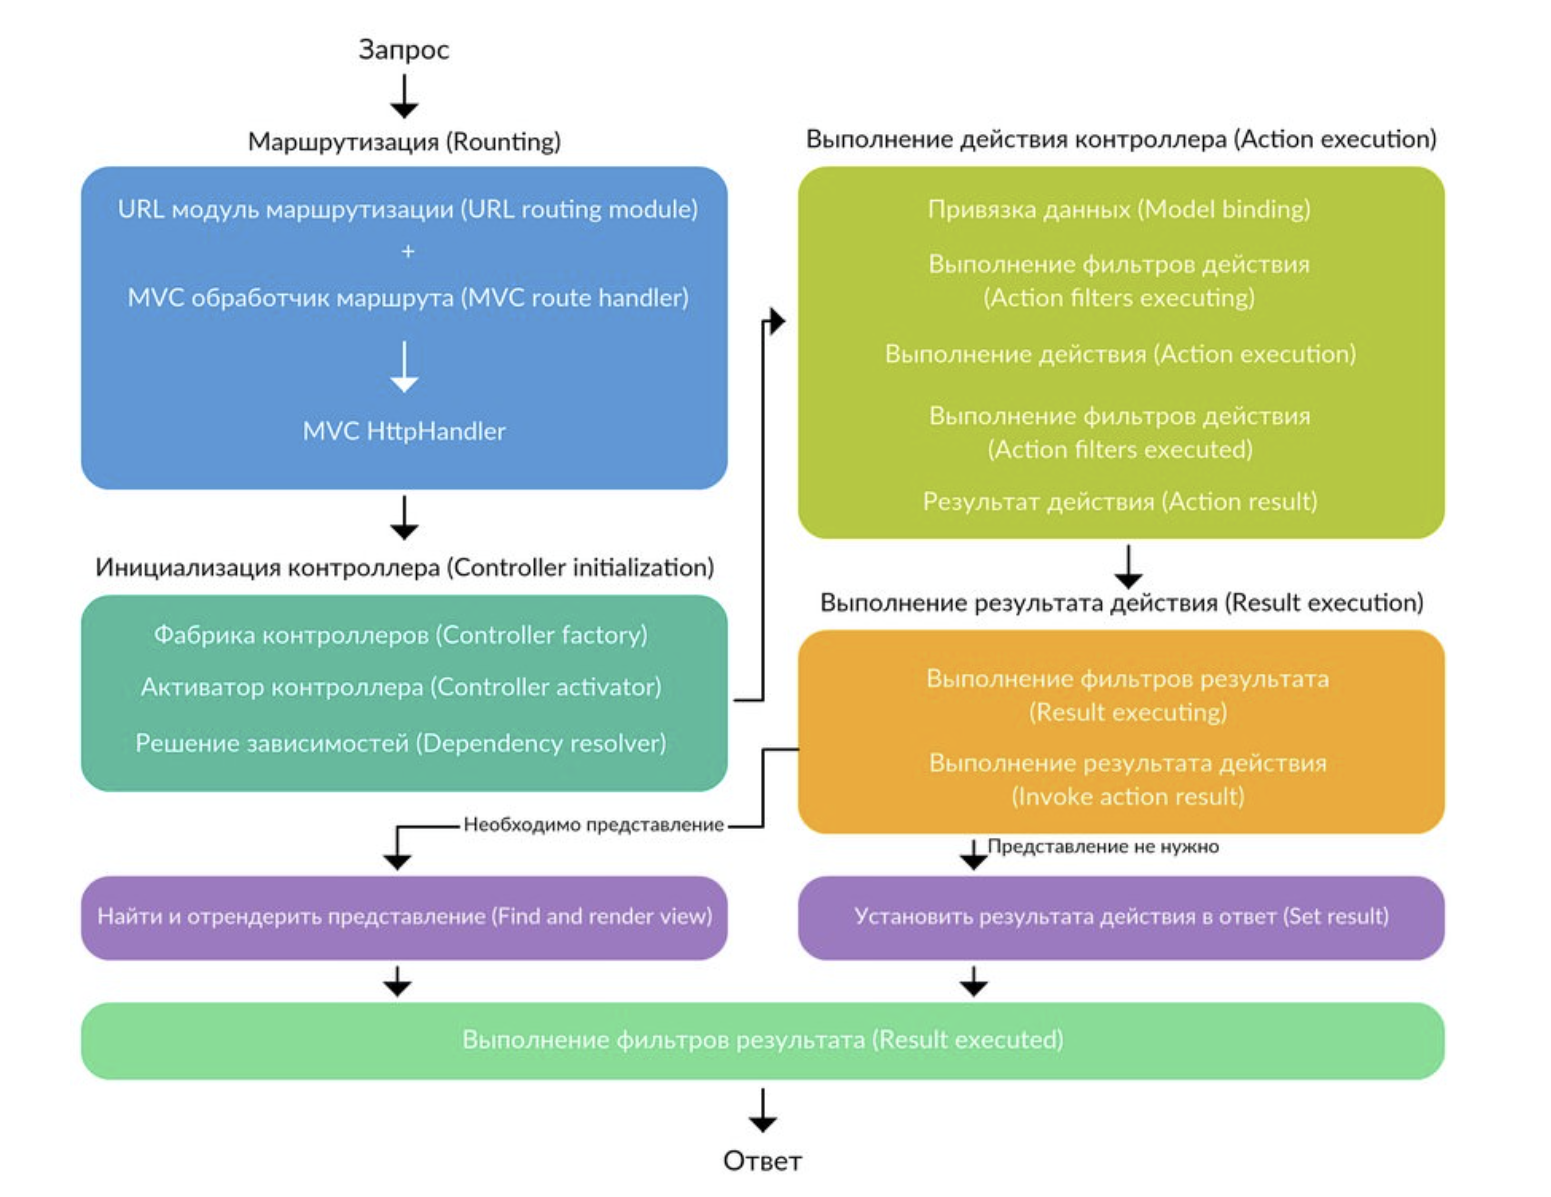 Запрос
Маршрутизация (Rounting)
URL модуль маршрутизации (URL routing module)
+
MVC обработчик маршрута (MVC route handler)
MVC HttpHandler
Инициализация контроллера (Controller initialization)
Фабрика контроллеров (Controller factory)
Активатор контроллера (Controller activator)
Решение зависимостей (Dependency resolver)
Выполнение действия контроллера (Action execution)
Привязка данных (Model binding)
Выполнение фильтров действия
(Action filters executing)
Выполнение действия (Action execution)
Выполнение фильтров действия
(Action filters executed)
Результат действия (Action result)
Выполнение результата действия (Result execution)
Выполнение фильтров результата
(Result executing)
Выполнение результата действия
(Invoke action result)
Необходимо представление
Представление не нужно
Найти и отрендерить представление (Find and render view)
Установить результата действия в ответ (Set result)
Выполнение фильтров результата (Result executed)
Ответ